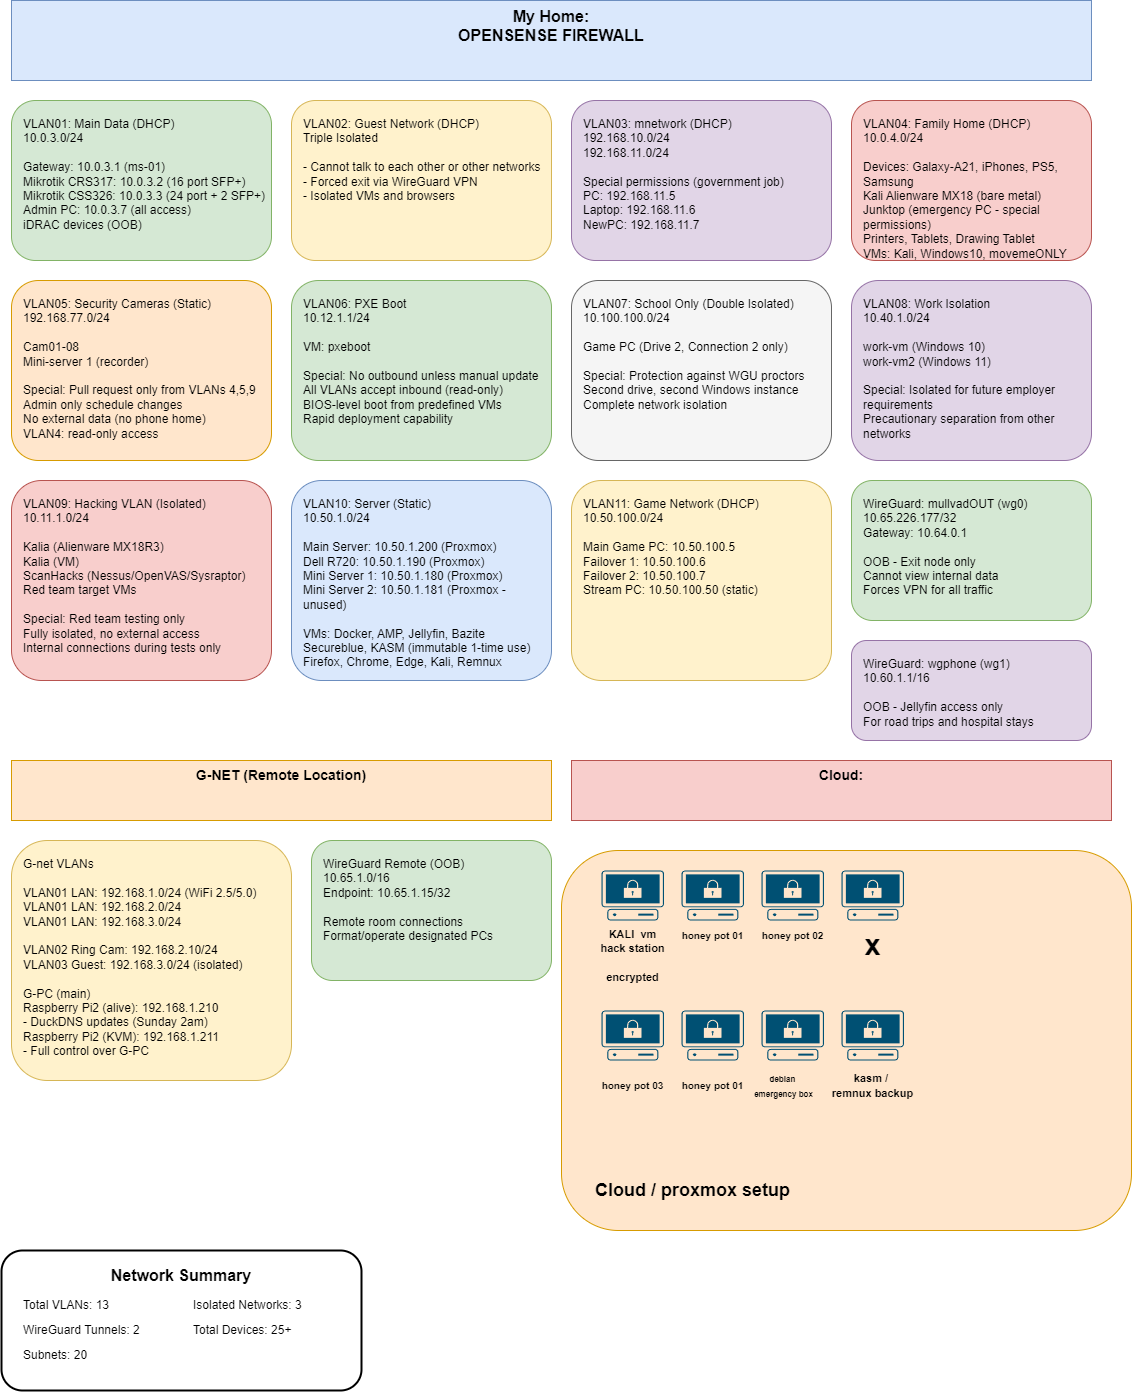 My Home:
OPENSENSE FIREWALL
VLAN01: Main Data (DHCP)
10.0.3.0/24
Gateway: 10.0.3.1 (ms-01)
Mikrotik CRS317: 10.0.3.2 (16 port SFP+)
Mikrotik CSS326: 10.0.3.3 (24 port + 2 SFP+)
Admin PC: 10.0.3.7 (all access)
iDRAC devices (OOB)
VLAN02: Guest Network (DHCP)
Triple Isolated
- Cannot talk to each other or other networks
- Forced exit via WireGuard VPN
- Isolated VMs and browsers
VLAN03: mnetwork (DHCP)
192.168.10.0/24
192.168.11.0/24
Special permissions (government job)
PC: 192.168.11.5
Laptop: 192.168.11.6
NewPC: 192.168.11.7
VLAN04: Family Home (DHCP)
10.0.4.0/24
Devices: Galaxy-A21, iPhones, PS5,
Samsung
Kali Alienware MX18 (bare metal)
Junktop (emergency PC - special
permissions)
Printers, Tablets, Drawing Tablet
VMs: Kali, Windows10, movemeONLY
VLAN05: Security Cameras (Static)
192.168.77.0/24
Cam01-08
Mini-server 1 (recorder)
Special: Pull request only from VLANs 4,5,9
Admin only schedule changes
No external data (no phone home)
VLAN4: read-only access
VLAN06: PXE Boot
10.12.1.1/24
VM: pxeboot
Special: No outbound unless manual update
All VLANs accept inbound (read-only)
BIOS-level boot from predefined VMs
Rapid deployment capability
VLAN07: School Only (Double Isolated)
10.100.100.0/24
Game PC (Drive 2, Connection 2 only)
Special: Protection against WGU proctors
Second drive, second Windows instance
Complete network isolation
VLAN08: Work Isolation
10.40.1.0/24
work-vm (Windows 10)
work-vm2 (Windows 11)
Special: Isolated for future employer
requirements
Precautionary separation from other
networks
VLAN09: Hacking VLAN (Isolated)
10.11.1.0/24
Kalia (Alienware MX18R3)
Kalia (VM)
ScanHacks (Nessus/OpenVAS/Sysraptor)
Red team target VMs
Special: Red team testing only
Fully isolated, no external access
Internal connections during tests only
VLAN10: Server (Static)
10.50.1.0/24
Main Server: 10.50.1.200 (Proxmox)
Dell R720: 10.50.1.190 (Proxmox)
Mini Server 1: 10.50.1.180 (Proxmox)
Mini Server 2: 10.50.1.181 (Proxmox -
unused)
VMs: Docker, AMP, Jellyfin, Bazite
Secureblue, KASM (immutable 1-time use)
Firefox, Chrome, Edge, Kali, Remnux
VLAN11: Game Network (DHCP)
10.50.100.0/24
Main Game PC: 10.50.100.5
Failover 1: 10.50.100.6
Failover 2: 10.50.100.7
Stream PC: 10.50.100.50 (static)
WireGuard: mullvadOUT (wg0)
10.65.226.177/32
Gateway: 10.64.0.1
OOB - Exit node only
Cannot view internal data
Forces VPN for all traffic
WireGuard: wgphone (wg1)
10.60.1.1/16
OOB - Jellyfin access only
For road trips and hospital stays
G-NET (Remote Location)
G-net VLANs
VLAN01 LAN: 192.168.1.0/24 (WiFi 2.5/5.0)
VLAN01 LAN: 192.168.2.0/24
VLAN01 LAN: 192.168.3.0/24
VLAN02 Ring Cam: 192.168.2.10/24
VLAN03 Guest: 192.168.3.0/24 (isolated)
G-PC (main)
Raspberry Pi2 (alive): 192.168.1.210
- DuckDNS updates (Sunday 2am)
Raspberry Pi2 (KVM): 192.168.1.211
- Full control over G-PC
WireGuard Remote (OOB)
10.65.1.0/16
Endpoint: 10.65.1.15/32
Remote room connections
Format/operate designated PCs
Cloud:
KALI vm
hack station
encrypted
honey pot 01
honey pot 02
X
honey pot 03
honey pot 01
debian
emergency box
kasm /
remnux backup
Cloud / proxmox setup
Network Summary
Total VLANs: 13
Isolated Networks: 3
WireGuard Tunnels: 2
Total Devices: 25+
Subnets: 20